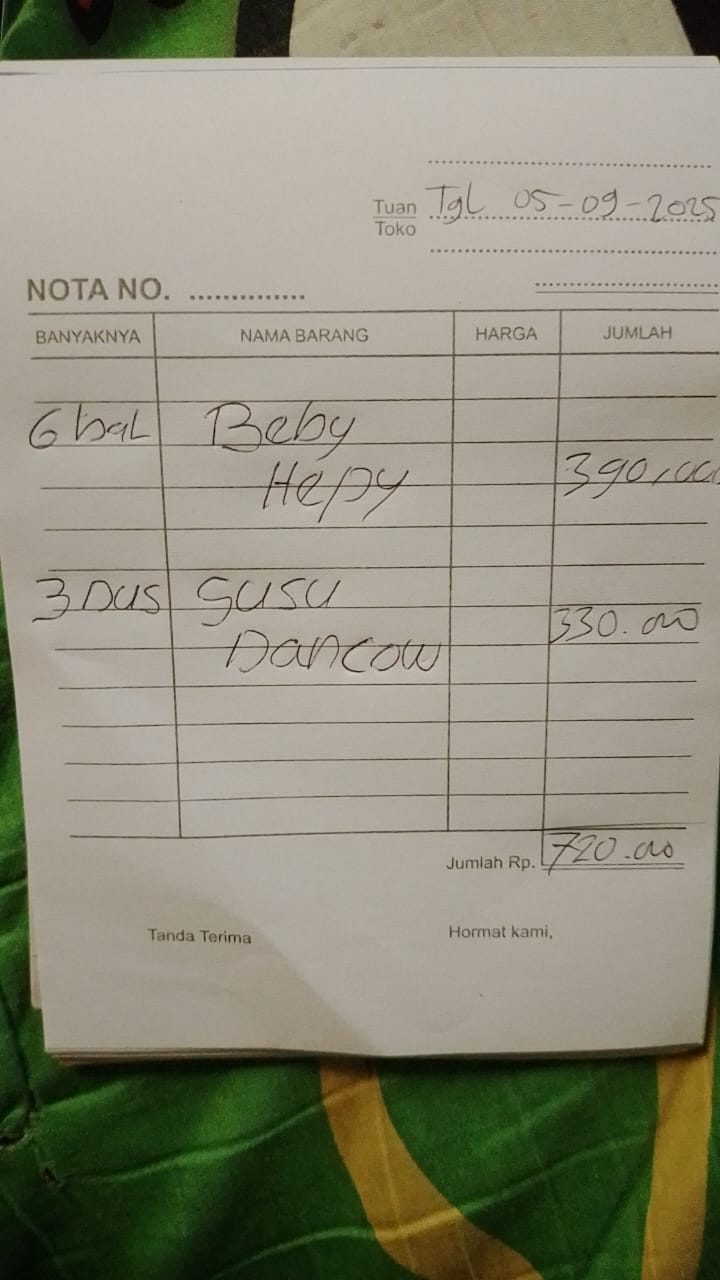 Tuan Tgl 05-09-2025
Toko
NOTA NO. ..............
BANYAKNYA NAMA BARANG HARGA JUMLAH
6 bal Beby
Hepy 390,000
3 Dus susu
Dancow 330.000
Jumlah Rp. 720.000
Tanda Terima Hormat kami,